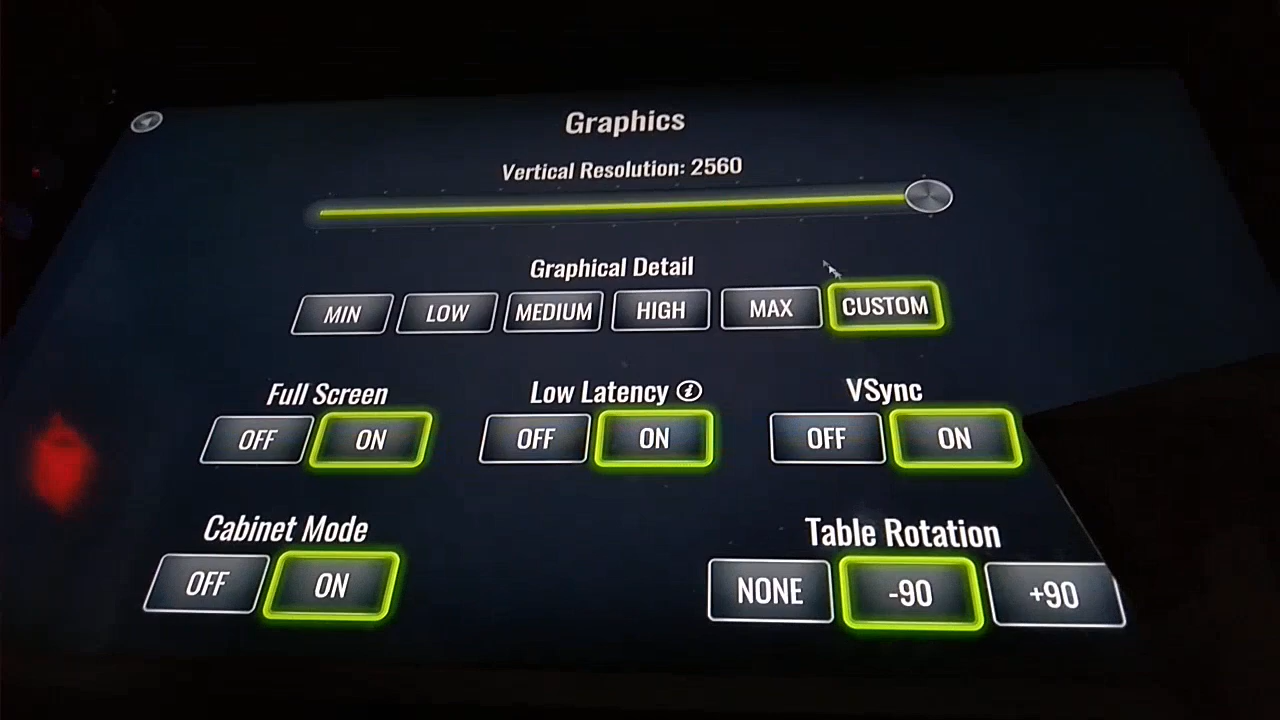 Graphics
Vertical Resolution: 2560
Graphical Detail
MIN LOW MEDIUM HIGH MAX CUSTOM
Full Screen Low Latency i VSync
OFF ON OFF ON OFF ON
Cabinet Mode Table Rotation
OFF ON NONE -90 +90